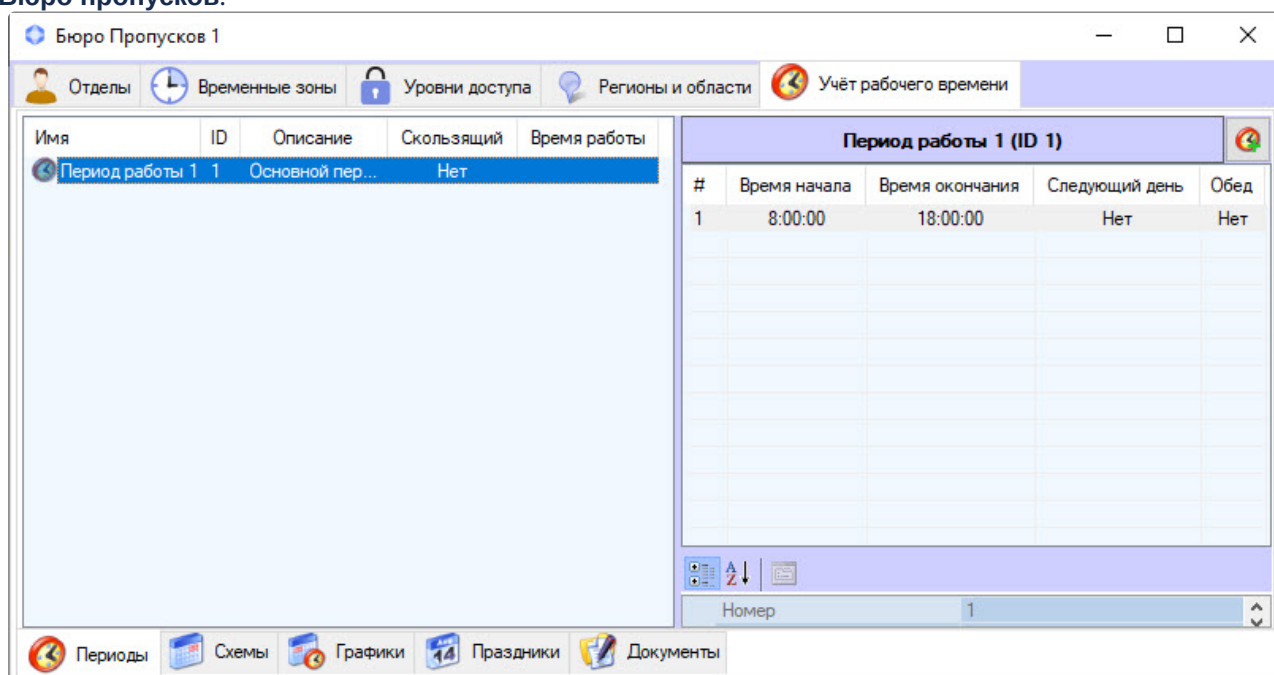 Бюро пропусков.
Бюро Пропусков 1
Отделы Временные зоны Уровни доступа Регионы и области Учёт рабочего времени
Имя ID Описание Скользящий Время работы
Период работы 1 1 Основной пер... Нет
Период работы 1 (ID 1)
# Время начала Время окончания Следующий день Обед
1 8:00:00 18:00:00 Нет Нет
Номер 1
Периоды Схемы Графики Праздники Документы